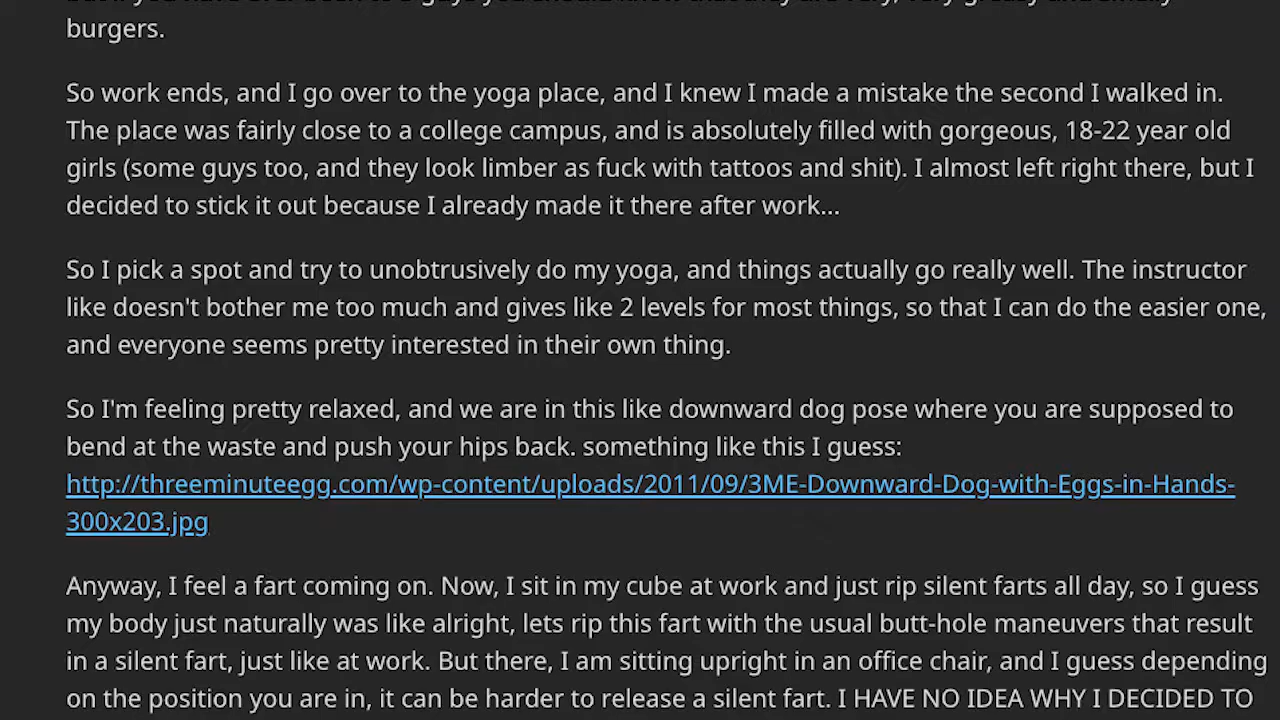 burgers.
So work ends, and I go over to the yoga place, and I knew I made a mistake the second I walked in.
The place was fairly close to a college campus, and is absolutely filled with gorgeous, 18-22 year old
girls (some guys too, and they look limber as fuck with tattoos and shit). I almost left right there, but I
decided to stick it out because I already made it there after work...
So I pick a spot and try to unobtrusively do my yoga, and things actually go really well. The instructor
like doesn't bother me too much and gives like 2 levels for most things, so that I can do the easier one,
and everyone seems pretty interested in their own thing.
So I'm feeling pretty relaxed, and we are in this like downward dog pose where you are supposed to
bend at the waste and push your hips back. something like this I guess:
http://threeminuteegg.com/wp-content/uploads/2011/09/3ME-Downward-Dog-with-Eggs-in-Hands-
300x203.jpg
Anyway, I feel a fart coming on. Now, I sit in my cube at work and just rip silent farts all day, so I guess
my body just naturally was like alright, lets rip this fart with the usual butt-hole maneuvers that result
in a silent fart, just like at work. But there, I am sitting upright in an office chair, and I guess depending
on the position you are in, it can be harder to release a silent fart. I HAVE NO IDEA WHY I DECIDED TO